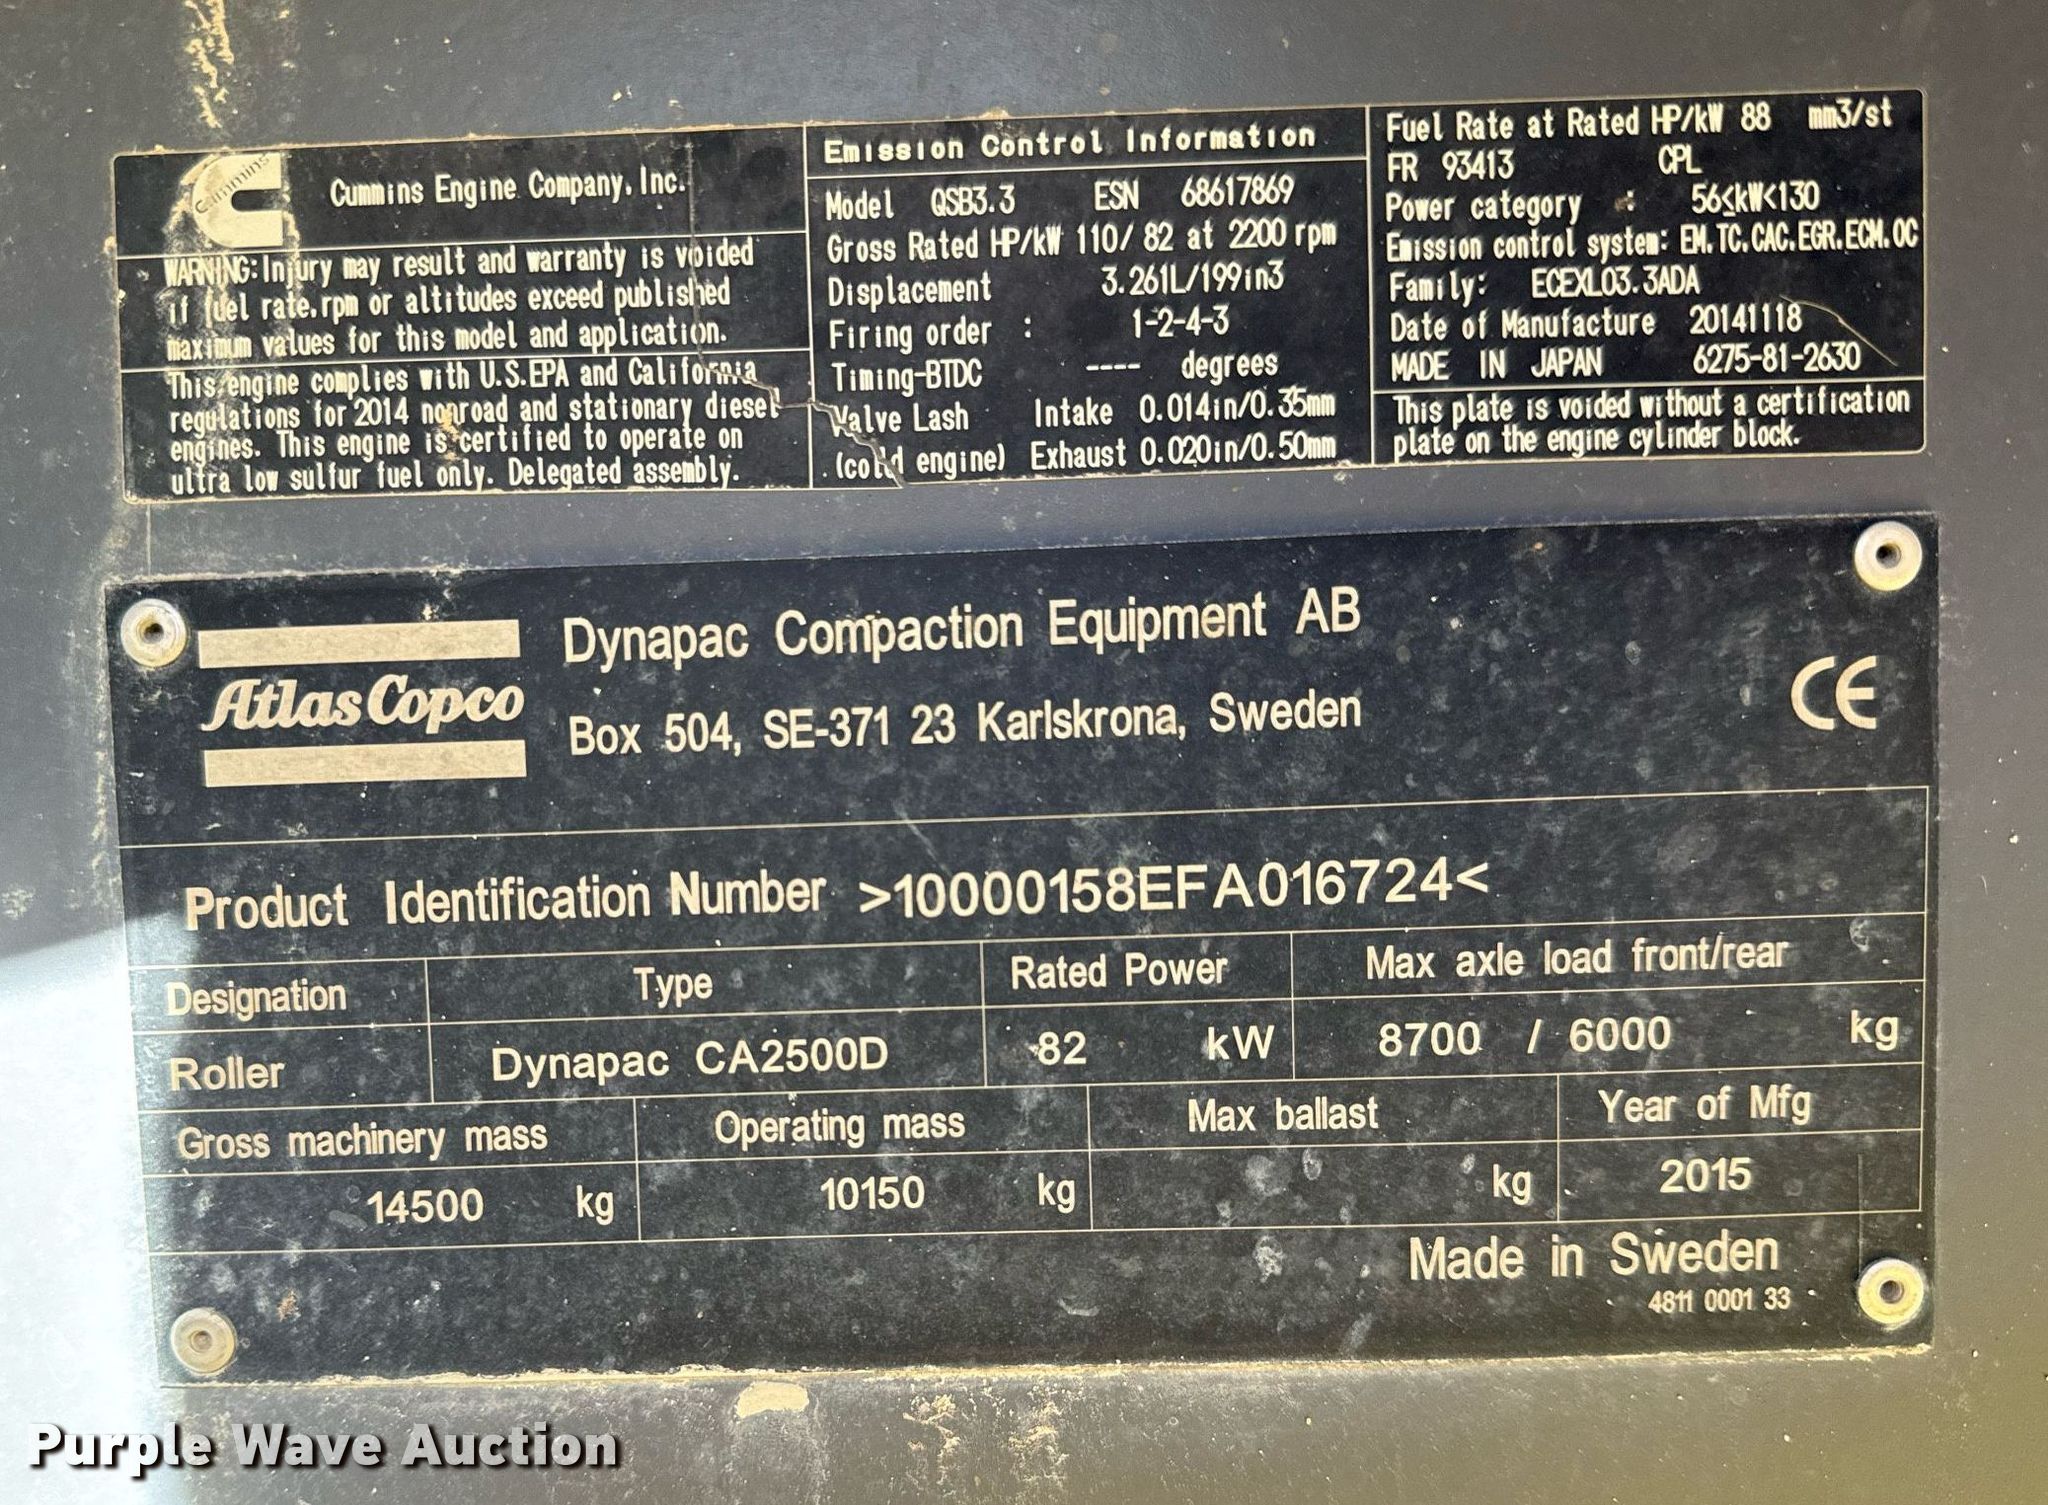 Cummins
Cummins Engine Company, Inc.
WARNING: Injury may result and warranty is voided
if fuel rate, rpm or altitudes exceed published
maximum values for this model and application.
This engine complies with U.S.EPA and California
regulations for 2014 nonroad and stationary diesel
engines. This engine is certified to operate on
ultra low sulfur fuel only. Delegated assembly.
Emission Control Information
Model QSB3.3 ESN 68617869
Gross Rated HP/kW 110/ 82 at 2200 rpm
Displacement 3.261L/199in3
Firing order : 1-2-4-3
Timing-BTDC ---- degrees
Valve Lash Intake 0.014in/0.35mm
(cold engine) Exhaust 0.020in/0.50mm
Fuel Rate at Rated HP/kW 88 mm3/st
FR 93413 CPL
Power category : 56≤kW<130
Emission control system: EM.TC.CAC.EGR.ECM.OC
Family: ECEXL03.3ADA
Date of Manufacture 20141118
MADE IN JAPAN 6275-81-2630
This plate is voided without a certification
plate on the engine cylinder block.
Atlas Copco
Dynapac Compaction Equipment AB
Box 504, SE-371 23 Karlskrona, Sweden
CE
Product Identification Number >10000158EFA016724<
Designation Type Rated Power Max axle load front/rear
Roller Dynapac CA2500D 82 kW 8700 / 6000 kg
Gross machinery mass Operating mass Max ballast Year of Mfg
14500 kg 10150 kg kg 2015
Made in Sweden
4811 0001 33
Purple Wave Auction